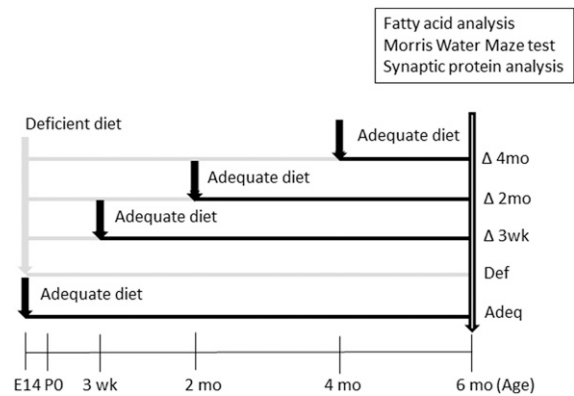 Fatty acid analysis
Morris Water Maze test
Synaptic protein analysis
Deficient diet
Adequate diet
Δ 4mo
Adequate diet
Δ 2mo
Adequate diet
Δ 3wk
Def
Adequate diet
Adeq
E14 P0 3 wk 2 mo 4 mo 6 mo (Age)